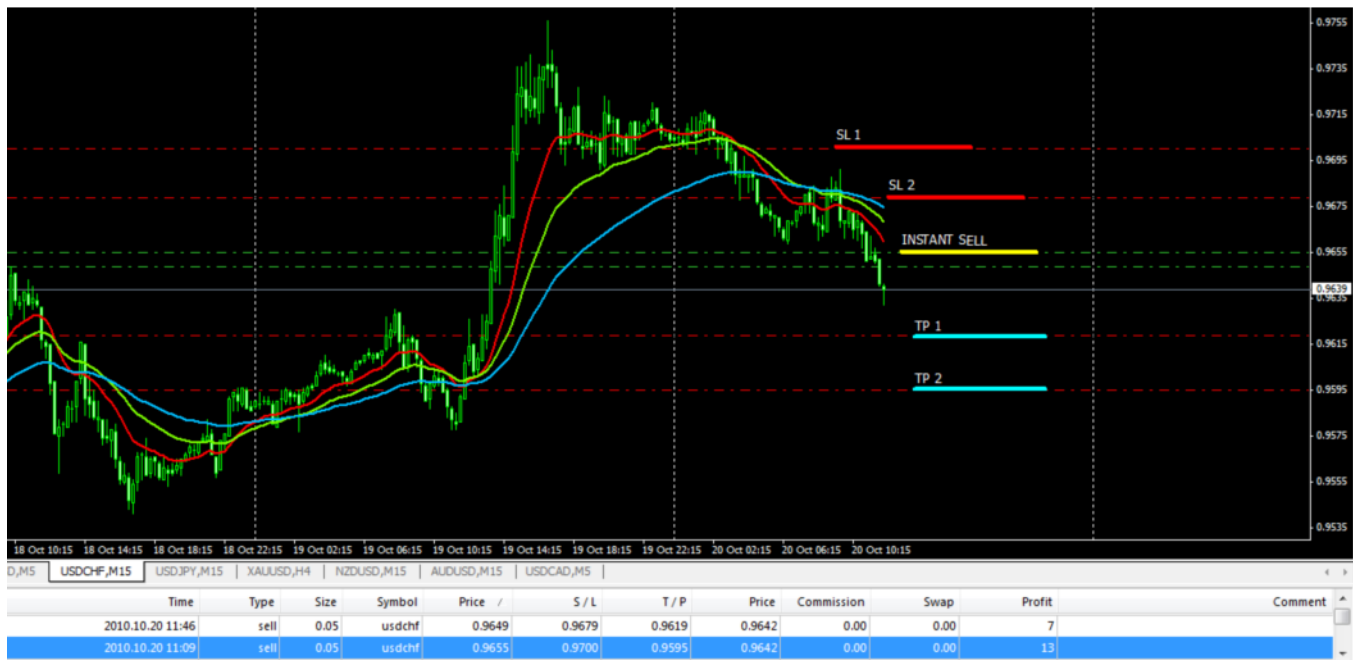 0.9755
0.9735
0.9715
SL 1
0.9695
SL 2
0.9675
INSTANT SELL
0.9655
0.9639
0.9635
TP 1
0.9615
TP 2
0.9595
0.9575
0.9555
0.9535
18 Oct 10:15 18 Oct 14:15 18 Oct 18:15 18 Oct 22:15 19 Oct 02:15 19 Oct 06:15 19 Oct 10:15 19 Oct 14:15 19 Oct 18:15 19 Oct 22:15 20 Oct 02:15 20 Oct 06:15 20 Oct 10:15
D,M5 USDCHF,M15 USDJPY,M15 XAUUSD,H4 NZDUSD,M15 AUDUSD,M15 USDCAD,M5
Time Type Size Symbol Price / S / L T / P Price Commission Swap Profit Comment
2010.10.20 11:46 sell 0.05 usdchf 0.9649 0.9679 0.9619 0.9642 0.00 0.00 7
2010.10.20 11:09 sell 0.05 usdchf 0.9655 0.9700 0.9595 0.9642 0.00 0.00 13